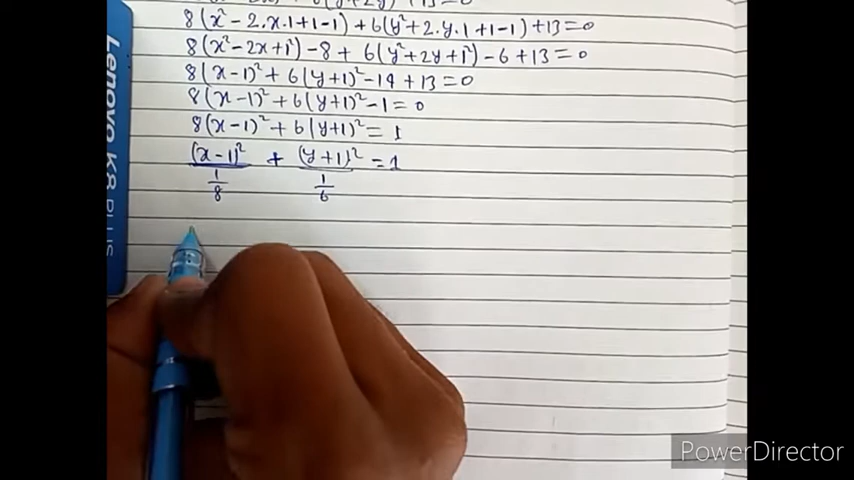 8(x²-2.x.1+1-1)+6(y²+2.y.1+1-1)+13=0
8(x²-2x+1²)-8+6(y²+2y+1²)-6+13=0
8(x-1)²+6(y+1)²-14+13=0
8(x-1)²+6(y+1)²-1=0
8(x-1)²+6(y+1)²=1
(x-1)²/(1/8) + (y+1)²/(1/6) =1
Lenovo K8 PLUS
PowerDirector